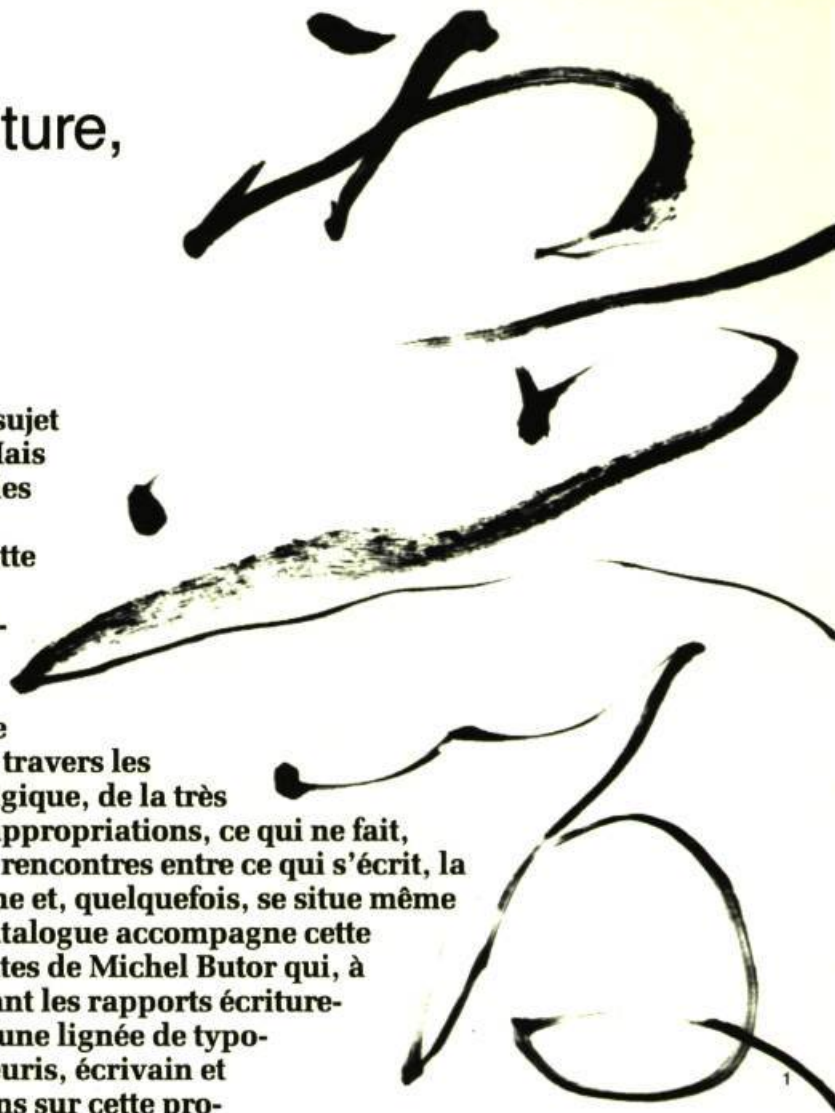 ture,
sujet
lais
es
tte
-
e
travers les
gique, de la très
ppropriations, ce qui ne fait,
rencontres entre ce qui s’écrit, la
ne et, quelquefois, se situe même
talogue accompagne cette
tes de Michel Butor qui, à
ant les rapports écriture-
une lignée de typo-
euris, écrivain et
ns sur cette pro-
1